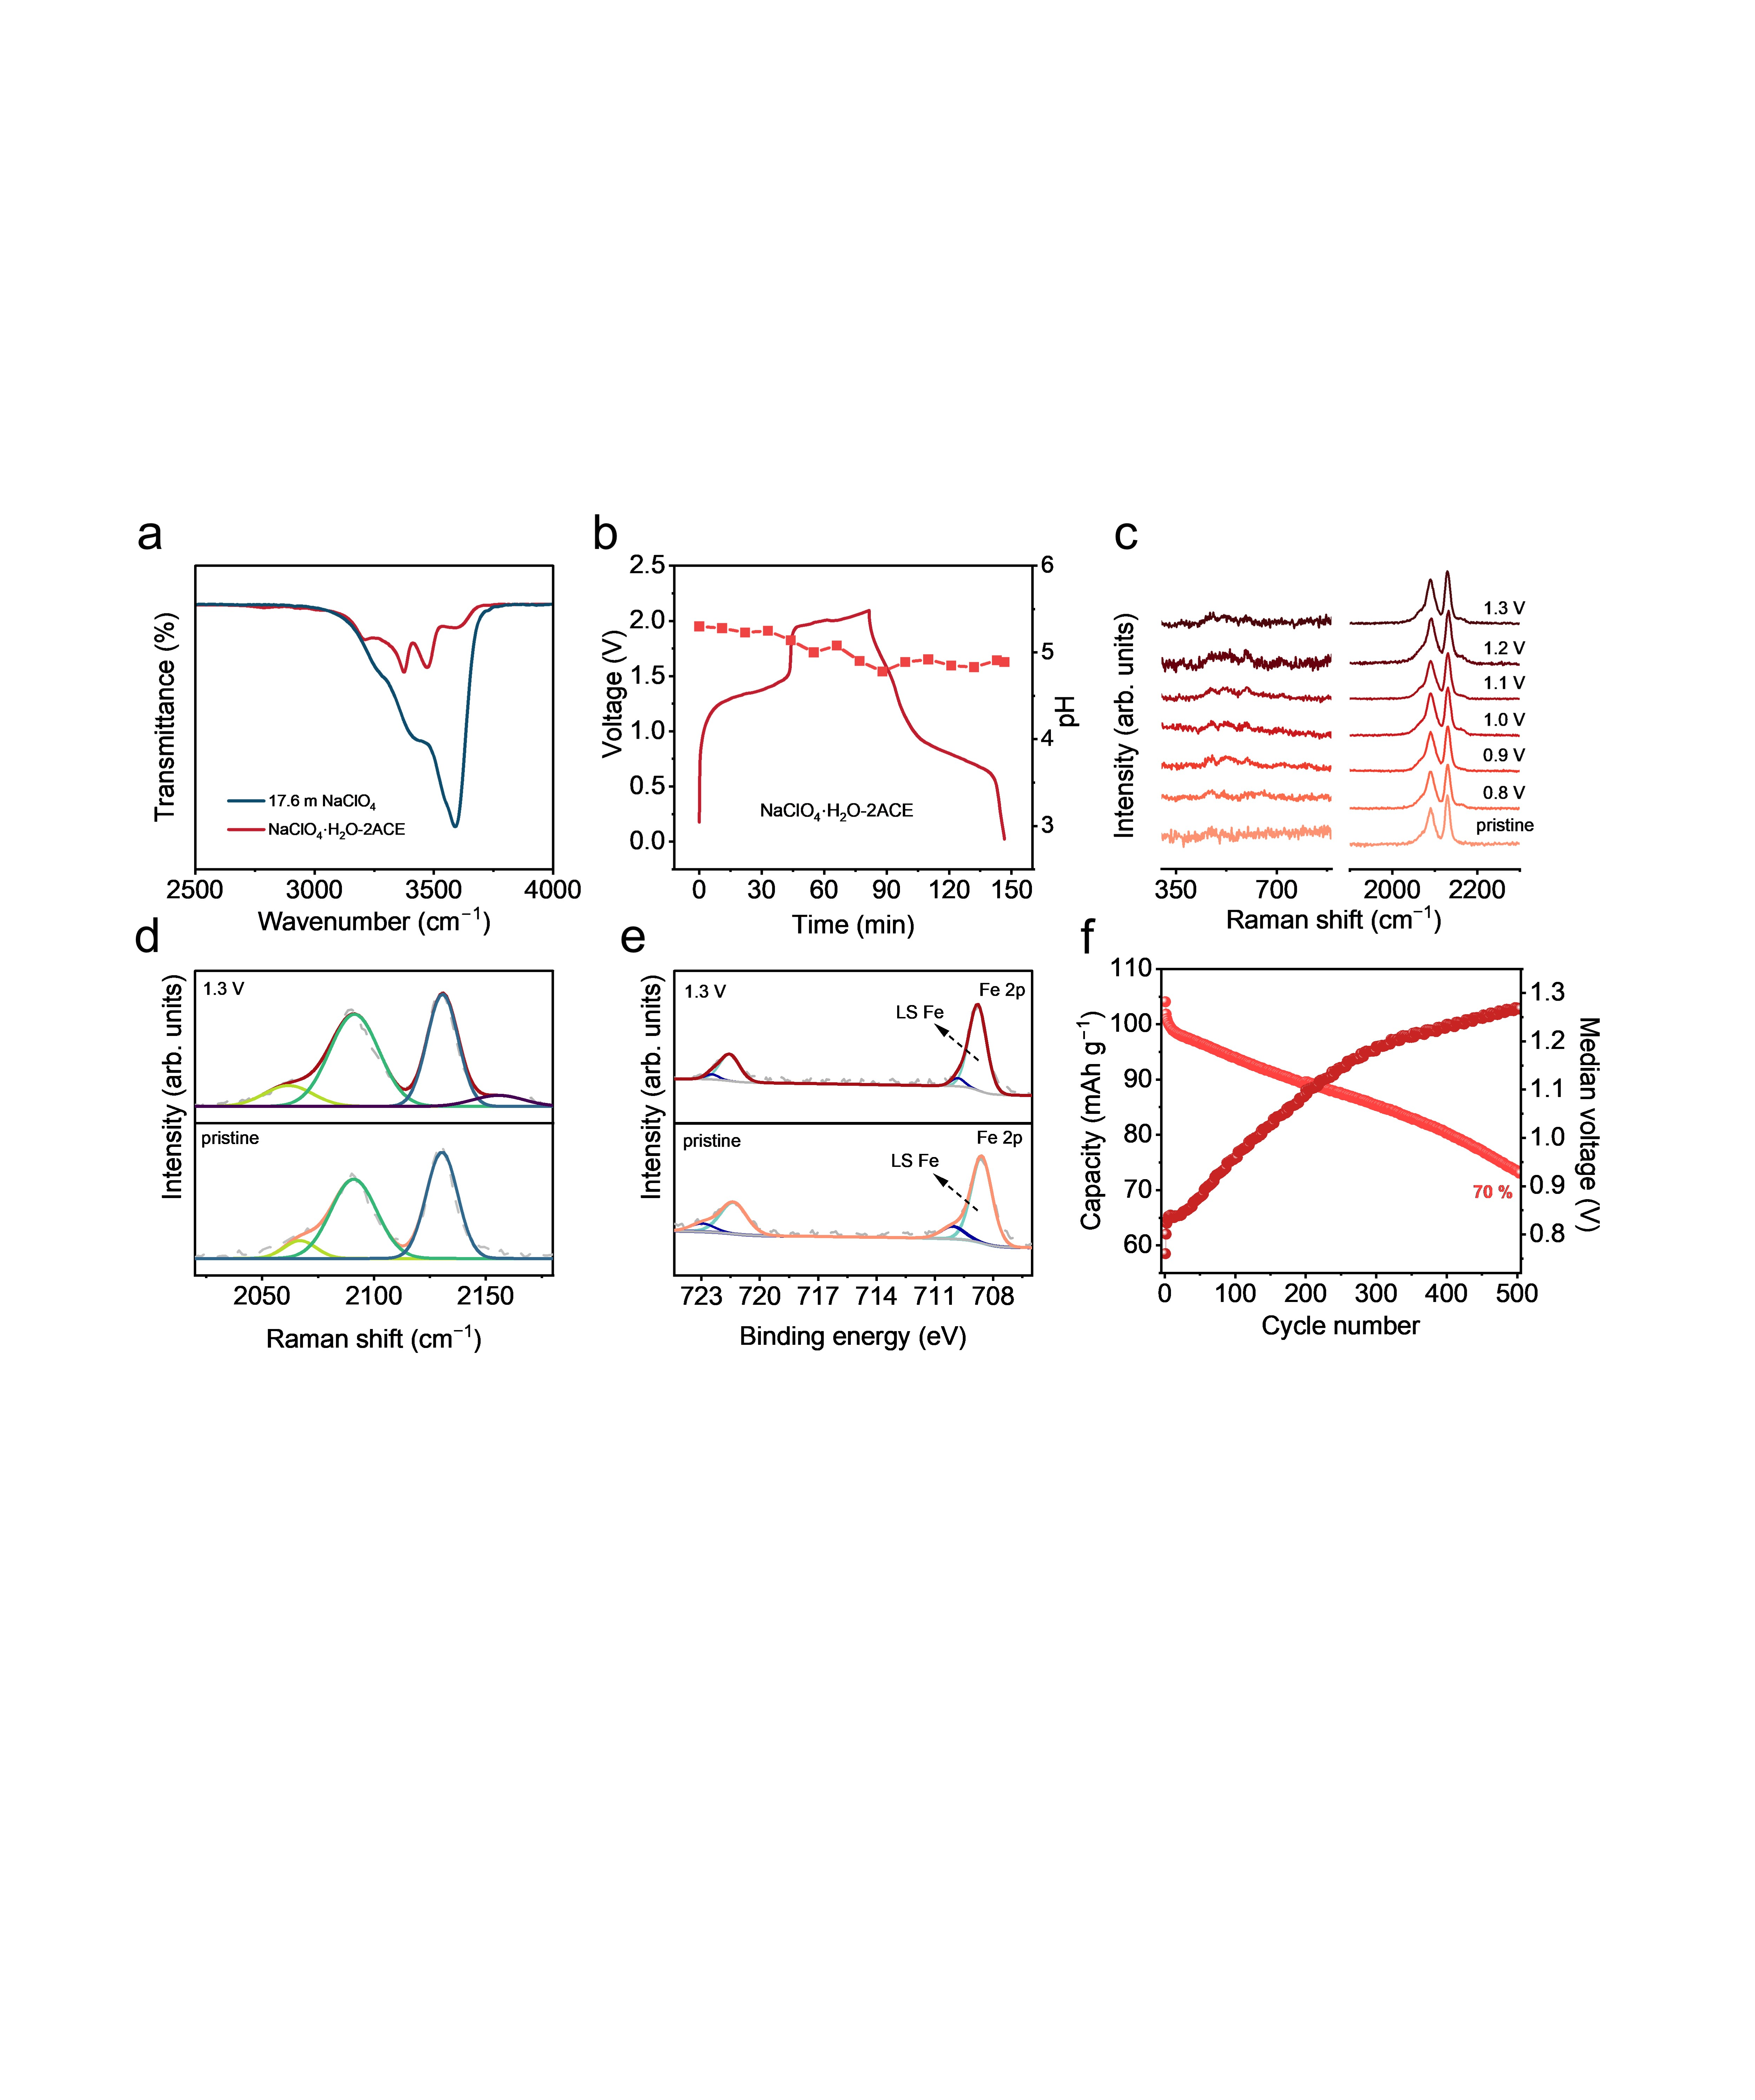 a
Transmittance (%)
17.6 m NaClO₄
NaClO₄·H₂O-2ACE
2500 3000 3500 4000
Wavenumber (cm⁻¹)
b
Voltage (V)
2.5
2.0
1.5
1.0
0.5
0.0
6
5
4
3
pH
NaClO₄·H₂O-2ACE
0 30 60 90 120 150
Time (min)
c
Intensity (arb. units)
1.3 V
1.2 V
1.1 V
1.0 V
0.9 V
0.8 V
pristine
350 700 2000 2200
Raman shift (cm⁻¹)
d
Intensity (arb. units)
1.3 V
pristine
2050 2100 2150
Raman shift (cm⁻¹)
e
Intensity (arb. units)
1.3 V
Fe 2p
LS Fe
pristine
Fe 2p
LS Fe
723 720 717 714 711 708
Binding energy (eV)
f
Capacity (mAh g⁻¹)
110
100
90
80
70
60
1.3
1.2
1.1
1.0
0.9
0.8
Median voltage (V)
70 %
0 100 200 300 400 500
Cycle number